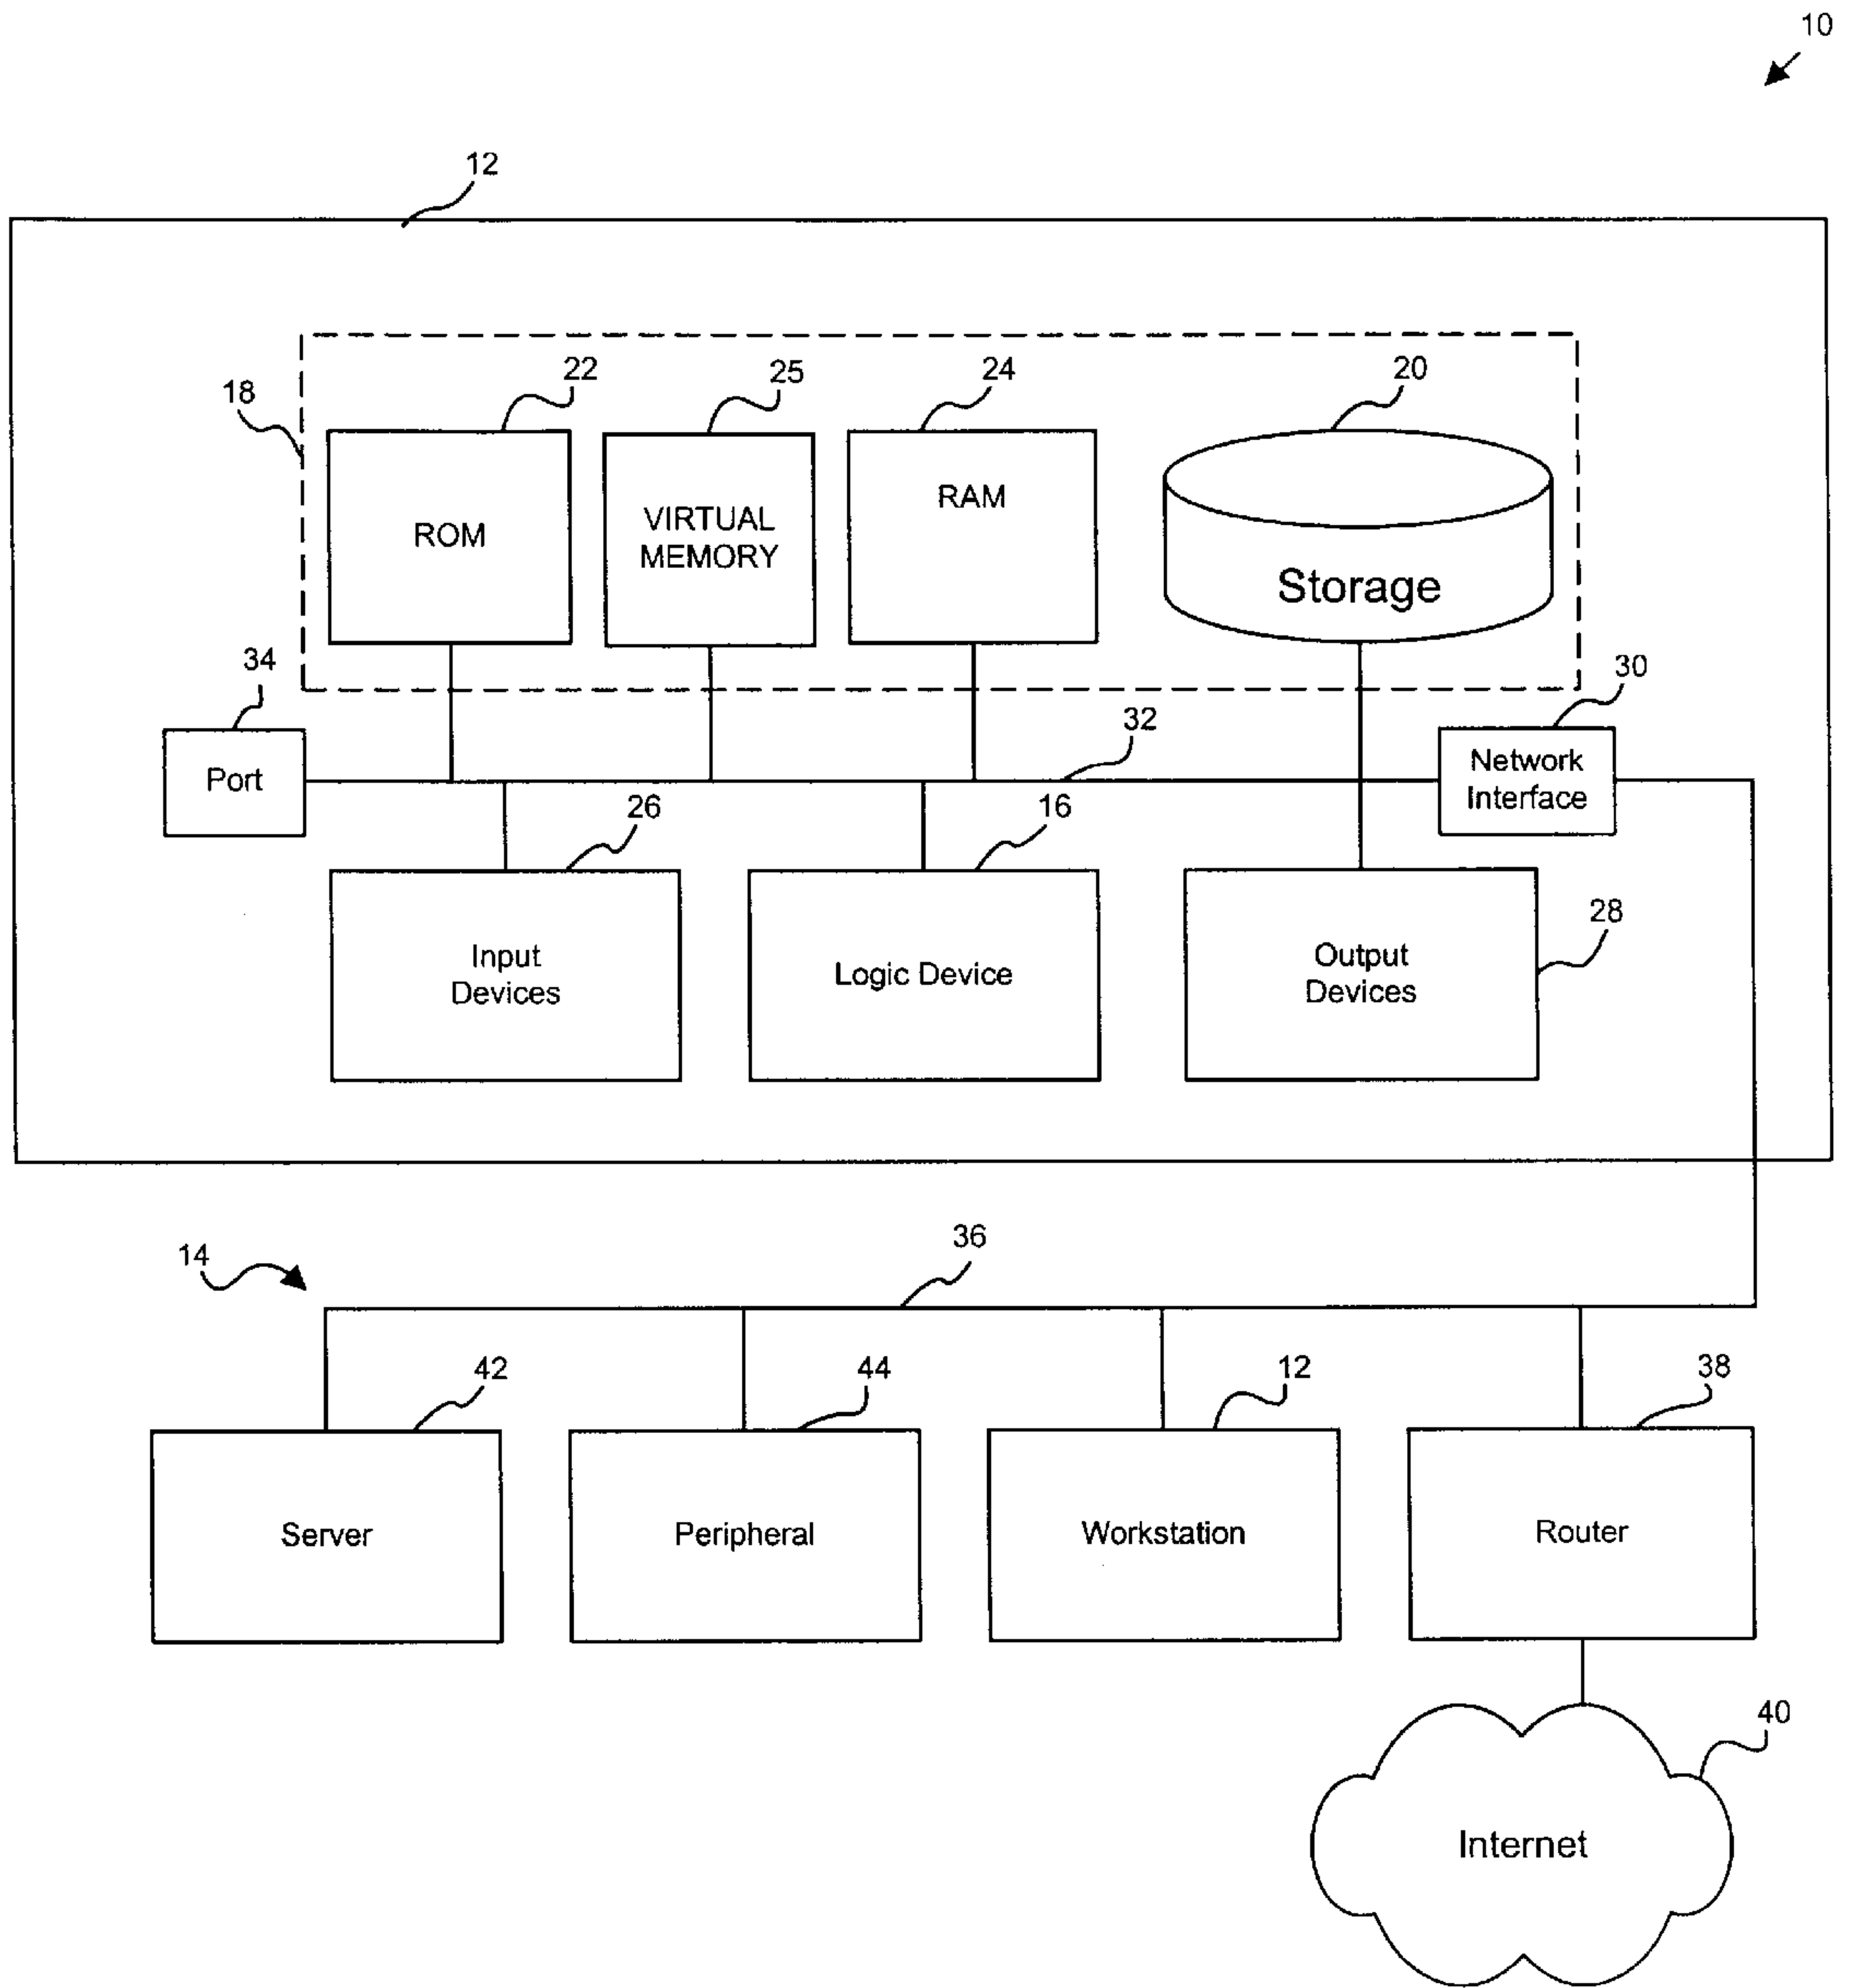 10
12
22
25
24
20
18
ROM
VIRTUAL
MEMORY
RAM
Storage
34
32
30
Port
Network
Interface
26
16
28
Input
Devices
Logic Device
Output
Devices
14
36
42
44
12
38
Server
Peripheral
Workstation
Router
40
Internet